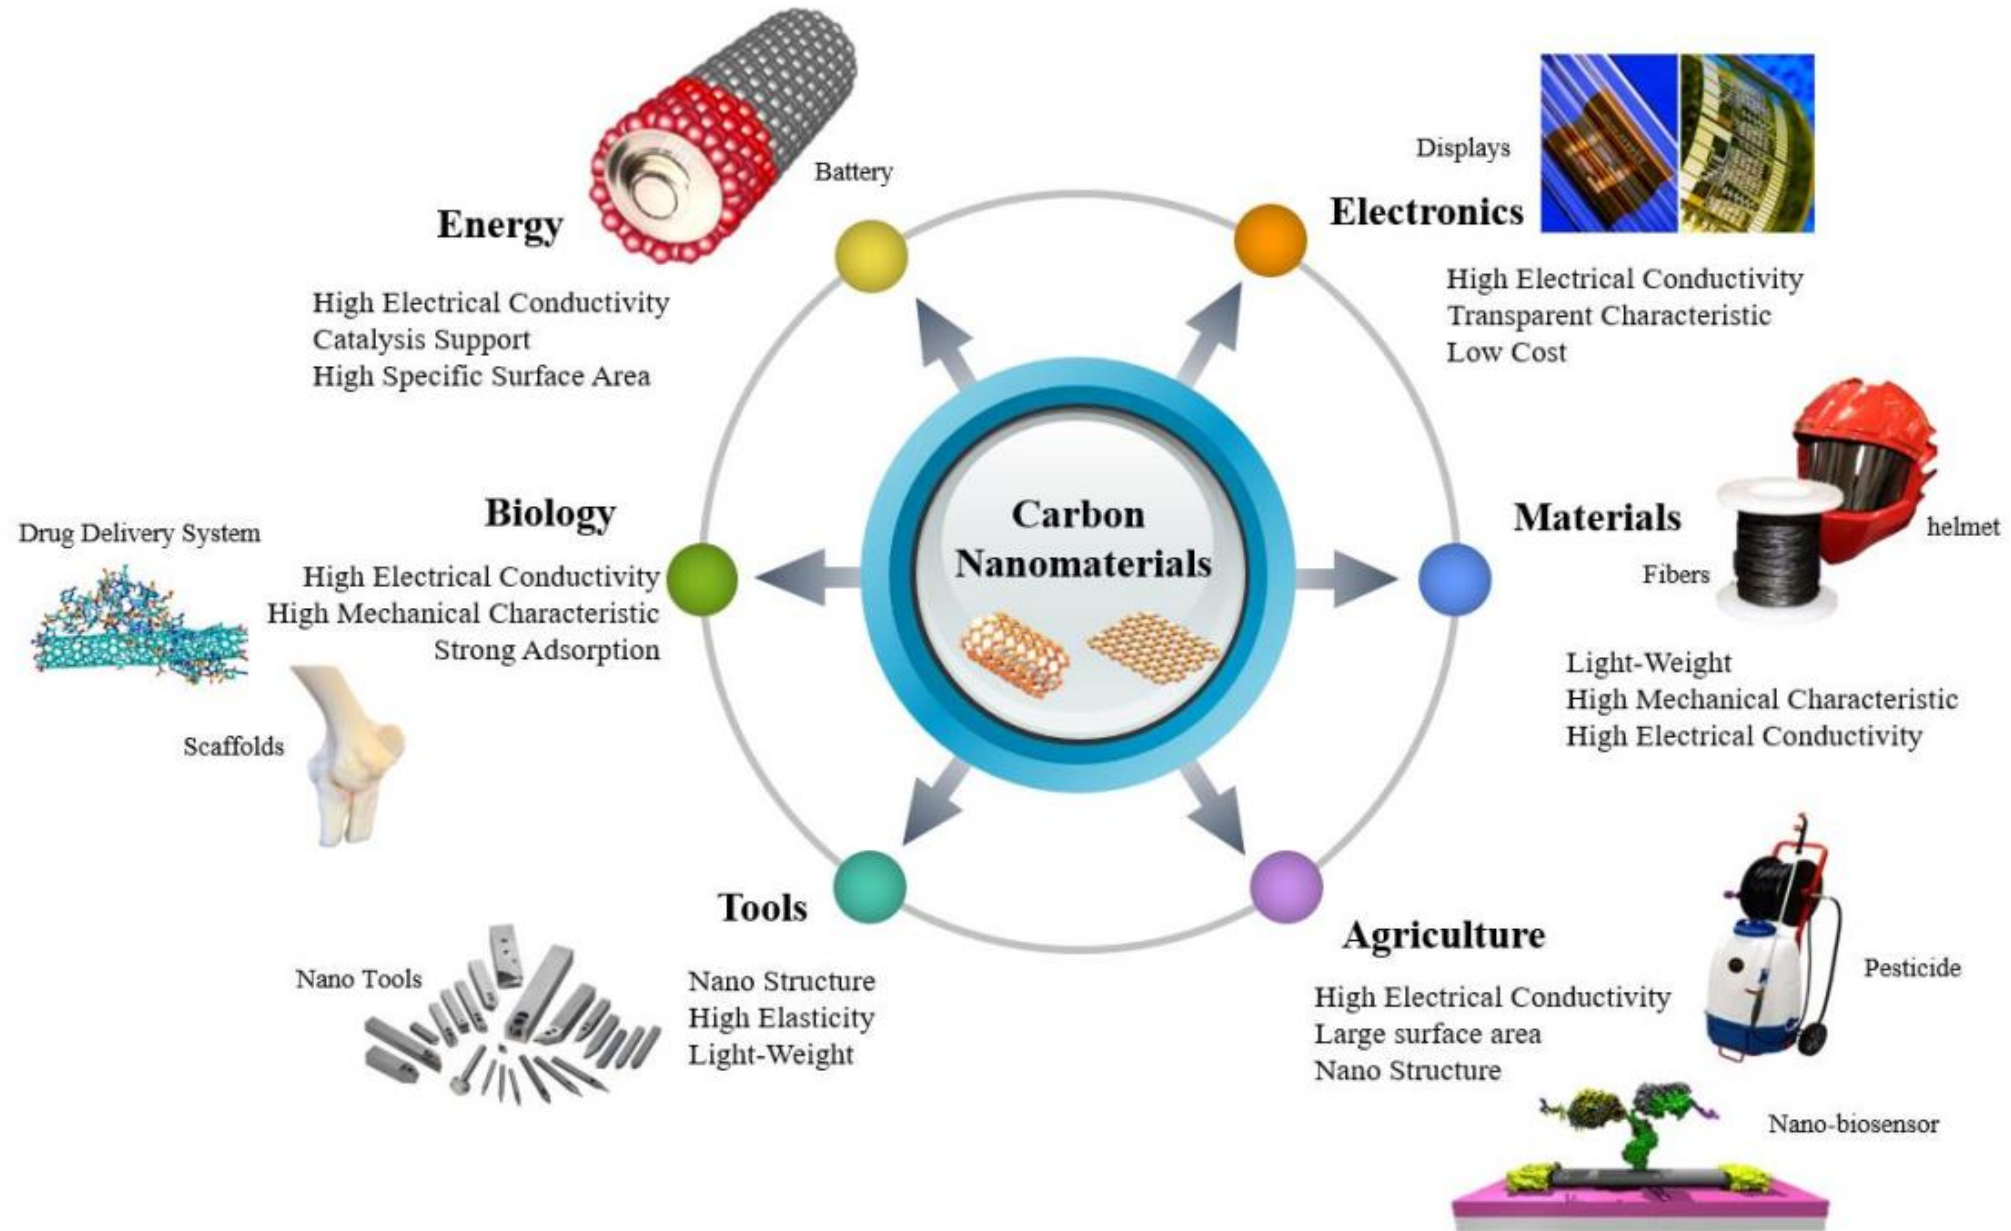 Battery
Energy
High Electrical Conductivity
Catalysis Support
High Specific Surface Area
Displays
Electronics
High Electrical Conductivity
Transparent Characteristic
Low Cost
Biology
Drug Delivery System
High Electrical Conductivity
High Mechanical Characteristic
Strong Adsorption
Scaffolds
Carbon
Nanomaterials
Materials
helmet
Fibers
Light-Weight
High Mechanical Characteristic
High Electrical Conductivity
Tools
Nano Tools
Nano Structure
High Elasticity
Light-Weight
Agriculture
Pesticide
High Electrical Conductivity
Large surface area
Nano Structure
Nano-biosensor